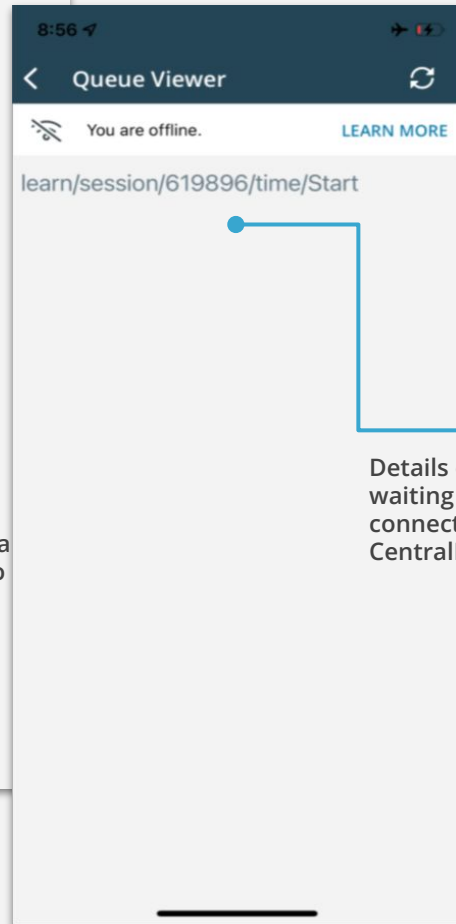 8:56
Queue Viewer
You are offline.
LEARN MORE
learn/session/619896/time/Start
Details
waiting
connect
Central